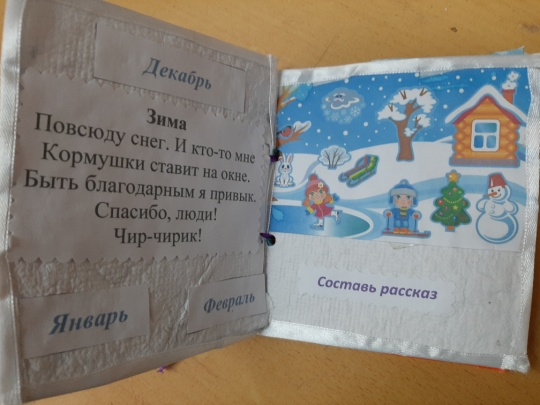 Декабрь
Зима
Повсюду снег. И кто-то мне
Кормушки ставит на окне.
Быть благодарным я привык.
Спасибо, люди!
Чир-чирик!
Январь
Февраль
Составь рассказ